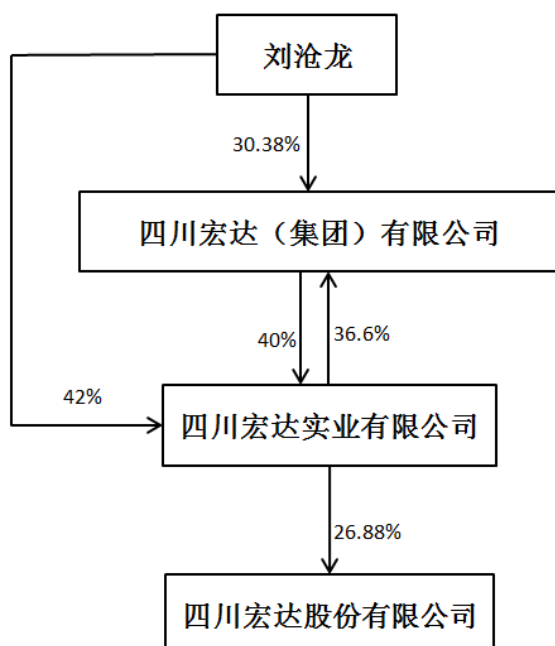 刘沧龙
30.38%
四川宏达（集团）有限公司
40%
36.6%
42%
四川宏达实业有限公司
26.88%
四川宏达股份有限公司